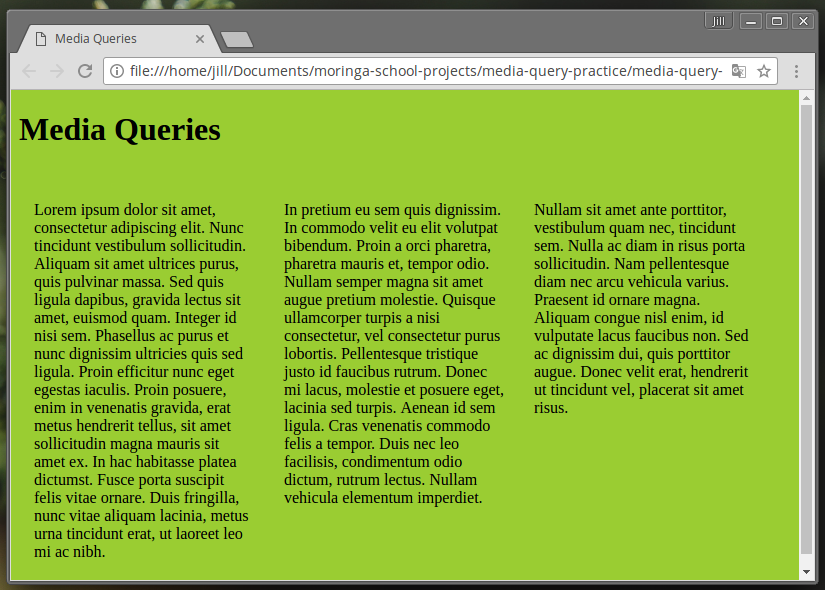 Jill
Media Queries
file:///home/jill/Documents/moringa-school-projects/media-query-practice/media-query-
Media Queries
Lorem ipsum dolor sit amet,
consectetur adipiscing elit. Nunc
tincidunt vestibulum sollicitudin.
Aliquam sit amet ultrices purus,
quis pulvinar massa. Sed quis
ligula dapibus, gravida lectus sit
amet, euismod quam. Integer id
nisi sem. Phasellus ac purus et
nunc dignissim ultricies quis sed
ligula. Proin efficitur nunc eget
egestas iaculis. Proin posuere,
enim in venenatis gravida, erat
metus hendrerit tellus, sit amet
sollicitudin magna mauris sit
amet ex. In hac habitasse platea
dictumst. Fusce porta suscipit
felis vitae ornare. Duis fringilla,
nunc vitae aliquam lacinia, metus
urna tincidunt erat, ut laoreet leo
mi ac nibh.
In pretium eu sem quis dignissim.
In commodo velit eu elit volutpat
bibendum. Proin a orci pharetra,
pharetra mauris et, tempor odio.
Nullam semper magna sit amet
augue pretium molestie. Quisque
ullamcorper turpis a nisi
consectetur, vel consectetur purus
lobortis. Pellentesque tristique
justo id faucibus rutrum. Donec
mi lacus, molestie et posuere eget,
lacinia sed turpis. Aenean id sem
ligula. Cras venenatis commodo
felis a tempor. Duis nec leo
facilisis, condimentum odio
dictum, rutrum lectus. Nullam
vehicula elementum imperdiet.
Nullam sit amet ante porttitor,
vestibulum quam nec, tincidunt
sem. Nulla ac diam in risus porta
sollicitudin. Nam pellentesque
diam nec arcu vehicula varius.
Praesent id ornare magna.
Aliquam congue nisl enim, id
vulputate lacus faucibus non. Sed
ac dignissim dui, quis porttitor
augue. Donec velit erat, hendrerit
ut tincidunt vel, placerat sit amet
risus.